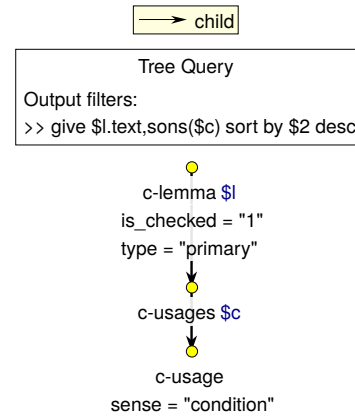 child
Tree Query
Output filters:
>> give $l.text,sons($c) sort by $2 desc
c-lemma $l
is_checked = "1"
type = "primary"
c-usages $c
c-usage
sense = "condition"